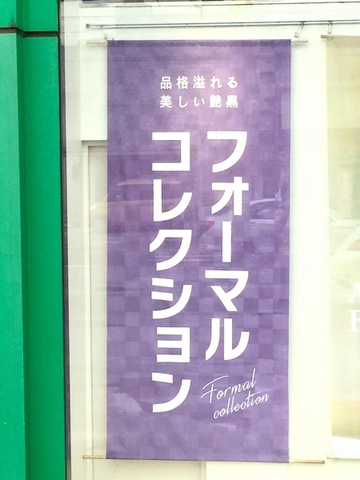 品格溢れる
美しい艶黒
フォーマル
コレクション
Formal
collection